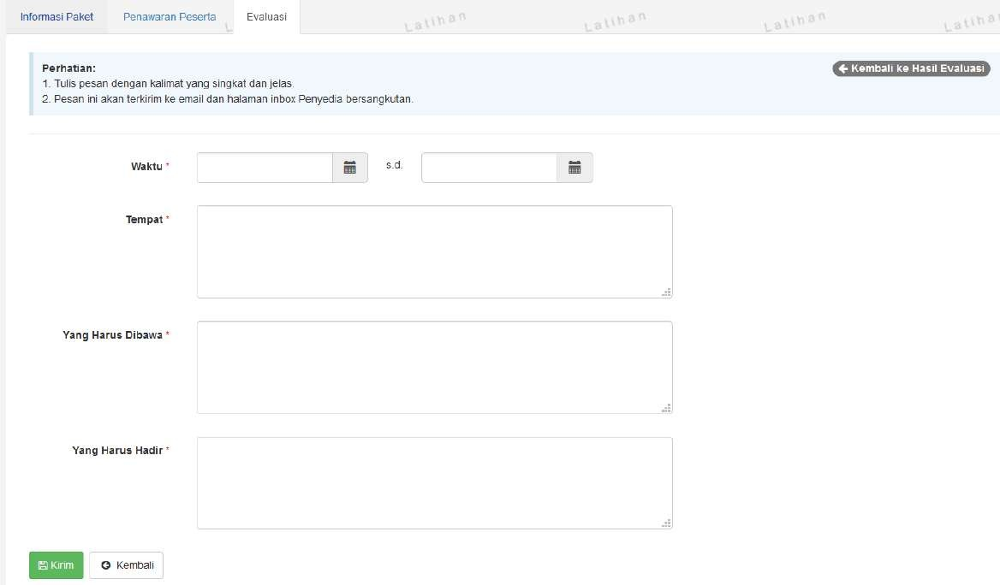 Informasi Paket Penawaran Peserta Evaluasi
Latihan Latihan Latihan
Perhatian:
Kembali ke Hasil Evaluasi
1. Tulis pesan dengan kalimat yang singkat dan jelas.
2. Pesan ini akan terkirim ke email dan halaman inbox Penyedia bersangkutan.
Waktu * s.d.
Tempat *
Yang Harus Dibawa *
Yang Harus Hadir *
Kirim Kembali